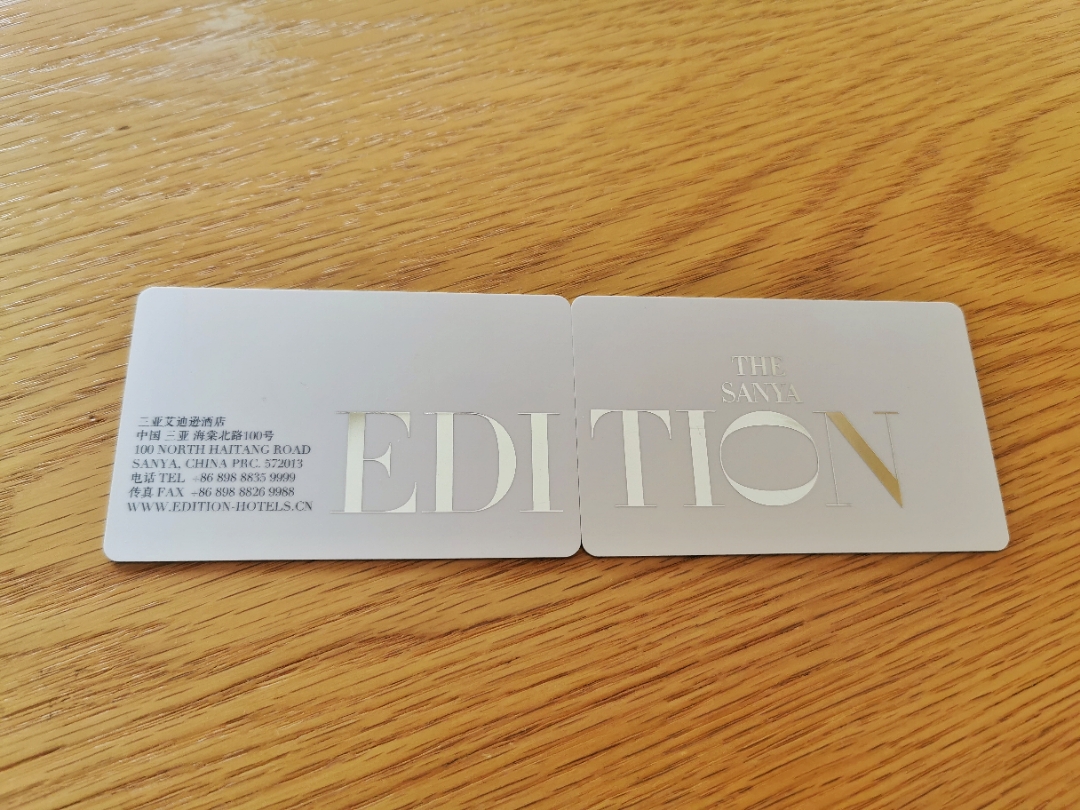 三亚艾迪逊酒店
中国 三亚 海棠北路100号
100 NORTH HAITANG ROAD
SANYA, CHINA PRC. 572013
电话 TEL +86 898 8835 9999
传真 FAX +86 898 8826 9988
WWW.EDITION-HOTELS.CN
THE
SANYA
EDITION